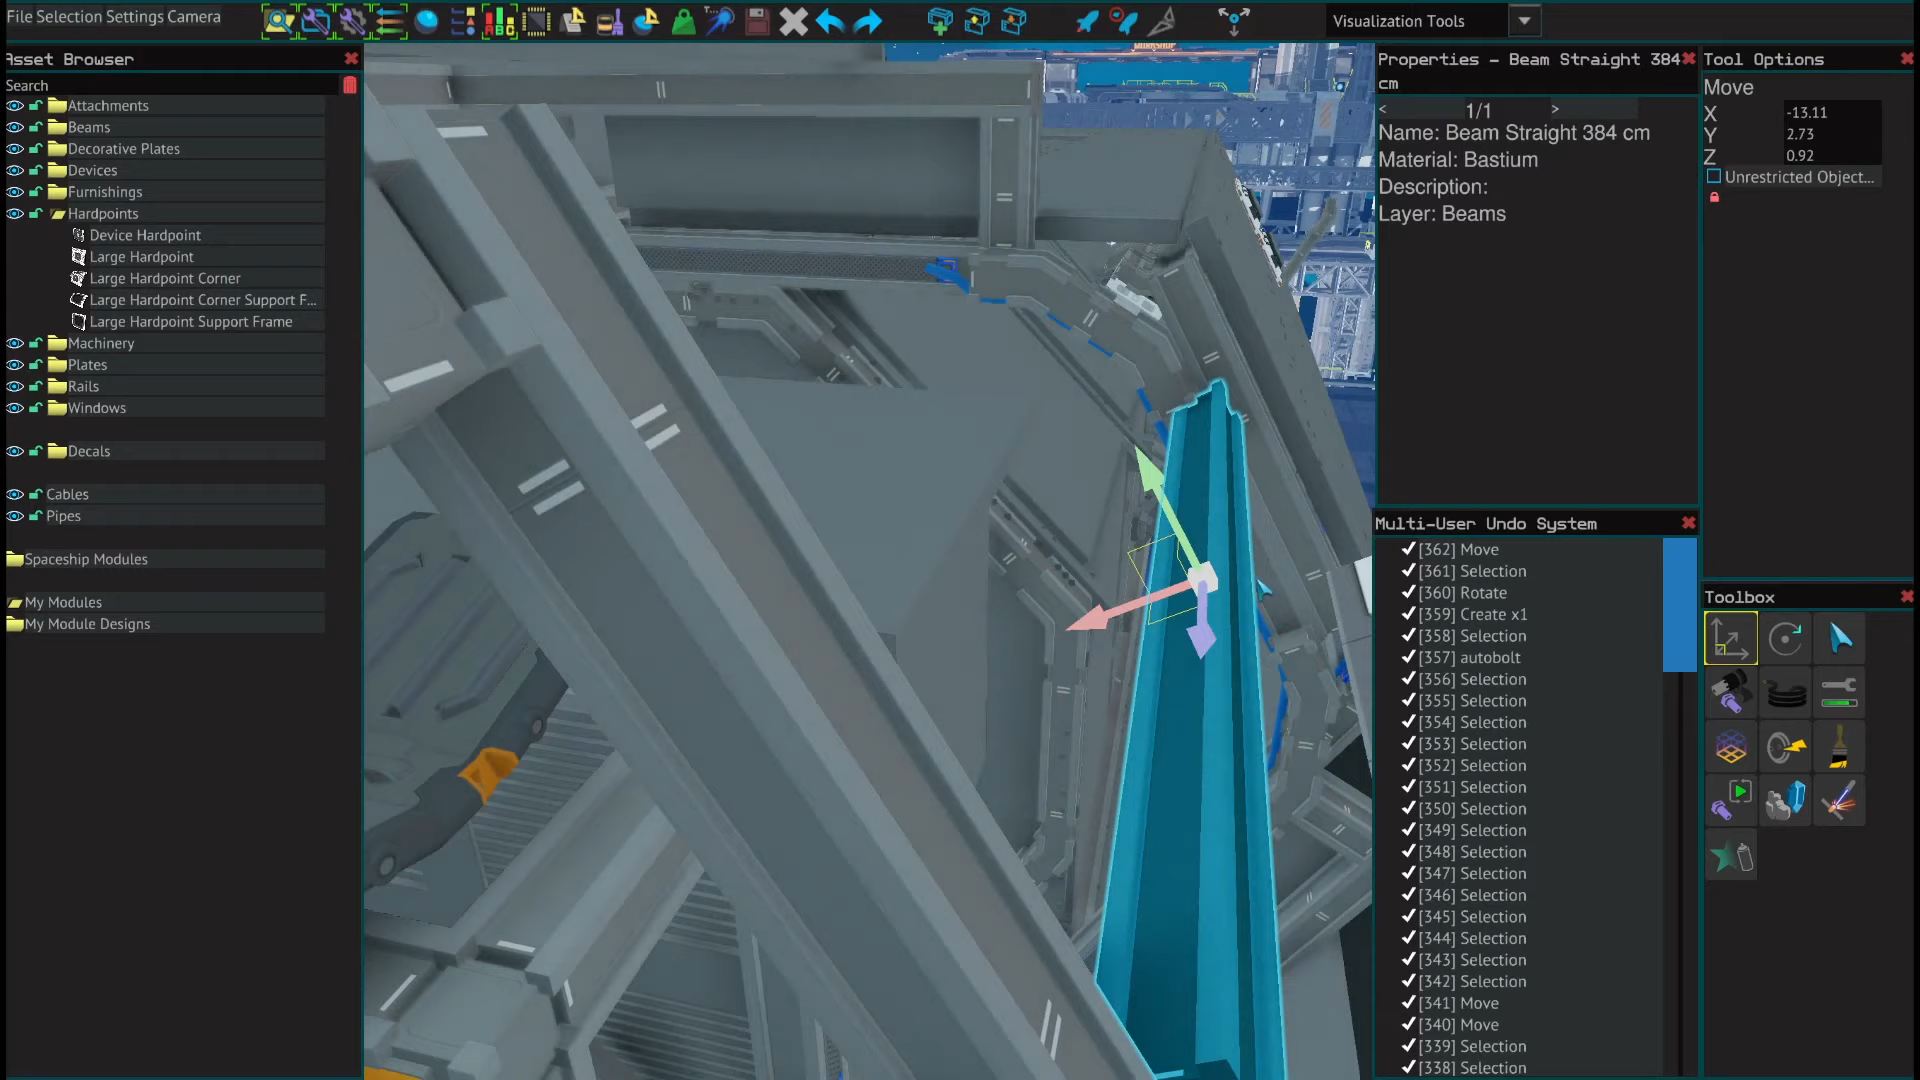 File Selection Settings Camera
Visualization Tools
Asset Browser
Search
Attachments
Beams
Decorative Plates
Devices
Furnishings
Hardpoints
Device Hardpoint
Large Hardpoint
Large Hardpoint Corner
Large Hardpoint Corner Support F...
Large Hardpoint Support Frame
Machinery
Plates
Rails
Windows
Decals
Cables
Pipes
Spaceship Modules
My Modules
My Module Designs
ABC
WORKSHOP
Properties - Beam Straight 384
cm
< 1/1 >
Name: Beam Straight 384 cm
Material: Bastium
Description:
Layer: Beams
Multi-User Undo System
[362] Move
[361] Selection
[360] Rotate
[359] Create x1
[358] Selection
[357] autobolt
[356] Selection
[355] Selection
[354] Selection
[353] Selection
[352] Selection
[351] Selection
[350] Selection
[349] Selection
[348] Selection
[347] Selection
[346] Selection
[345] Selection
[344] Selection
[343] Selection
[342] Selection
[341] Move
[340] Move
[339] Selection
[338] Selection
Tool Options
Move
X -13.11
Y 2.73
Z 0.92
Unrestricted Object...
Toolbox